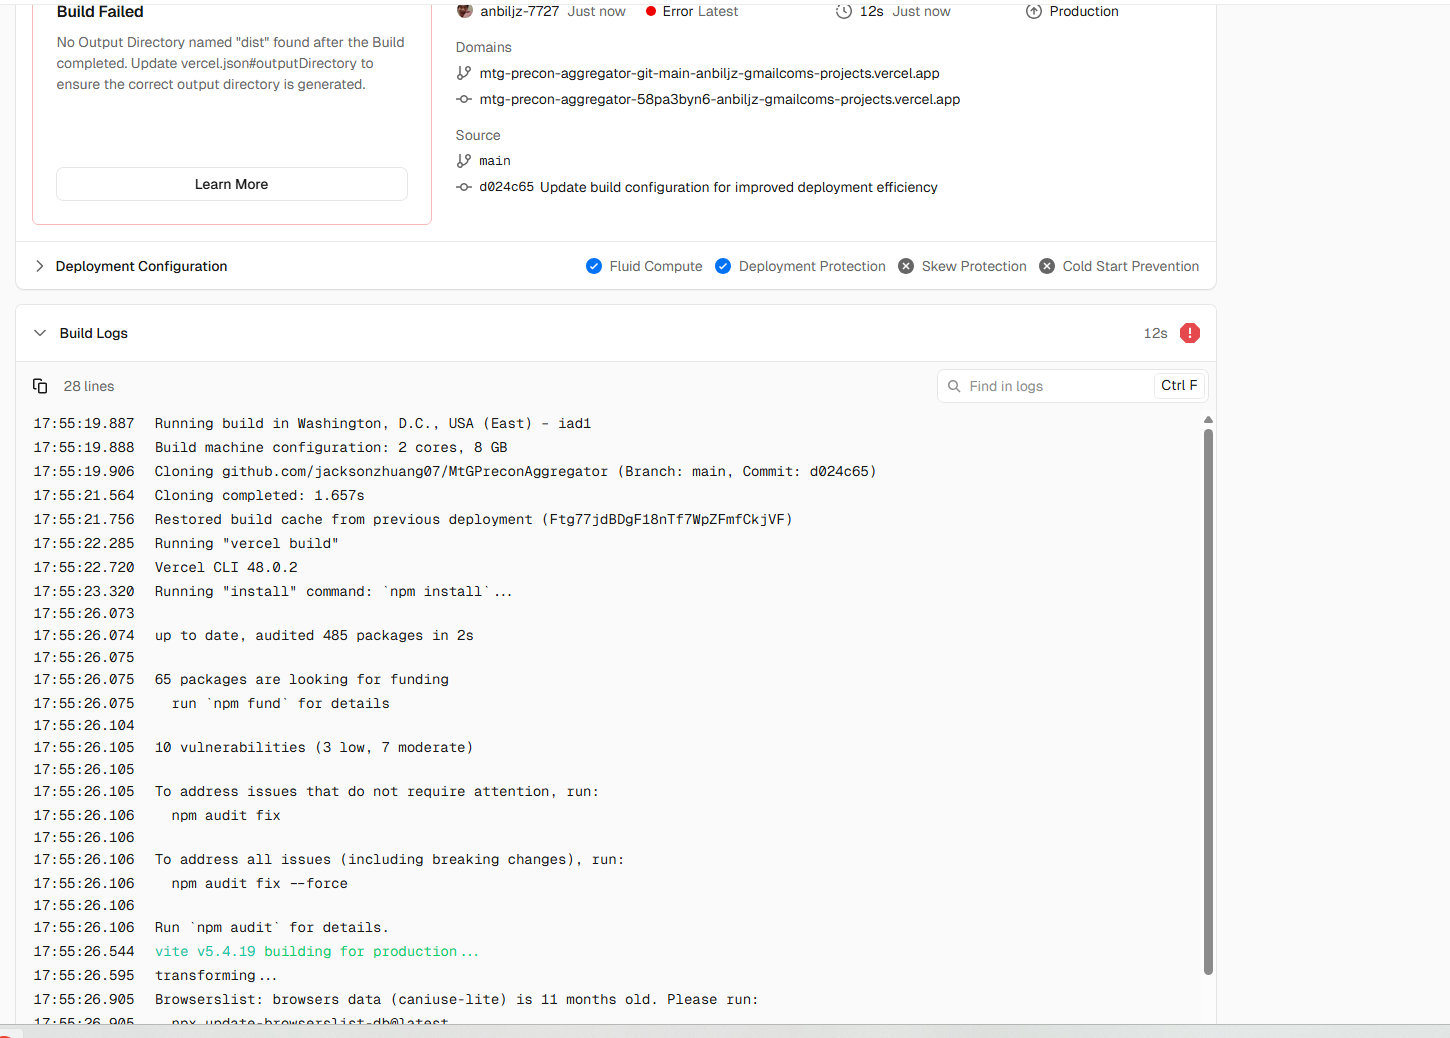 Build Failed
anbiljz-7727 Just now
Error Latest
12s Just now
Production
No Output Directory named "dist" found after the Build
completed. Update vercel.json#outputDirectory to
ensure the correct output directory is generated.
Learn More
Domains
mtg-precon-aggregator-git-main-anbiljz-gmailcoms-projects.vercel.app
mtg-precon-aggregator-58pa3byn6-anbiljz-gmailcoms-projects.vercel.app
Source
main
d024c65 Update build configuration for improved deployment efficiency
Deployment Configuration
Fluid Compute
Deployment Protection
Skew Protection
Cold Start Prevention
Build Logs
12s
28 lines
Find in logs
Ctrl F
17:55:19.887 Running build in Washington, D.C., USA (East) – iad1
17:55:19.888 Build machine configuration: 2 cores, 8 GB
17:55:19.906 Cloning github.com/jacksonzhuang07/MtGPreconAggregator (Branch: main, Commit: d024c65)
17:55:21.564 Cloning completed: 1.657s
17:55:21.756 Restored build cache from previous deployment (Ftg77jdBDgF18nTf7WpZFmfCkjVF)
17:55:22.285 Running "vercel build"
17:55:22.720 Vercel CLI 48.0.2
17:55:23.320 Running "install" command: `npm install`...
17:55:26.073
17:55:26.074 up to date, audited 485 packages in 2s
17:55:26.075
17:55:26.075 65 packages are looking for funding
17:55:26.075 run `npm fund` for details
17:55:26.104
17:55:26.105 10 vulnerabilities (3 low, 7 moderate)
17:55:26.105
17:55:26.105 To address issues that do not require attention, run:
17:55:26.106 npm audit fix
17:55:26.106
17:55:26.106 To address all issues (including breaking changes), run:
17:55:26.106 npm audit fix --force
17:55:26.106
17:55:26.106 Run `npm audit` for details.
17:55:26.544 vite v5.4.19 building for production...
17:55:26.595 transforming...
17:55:26.905 Browserslist: browsers data (caniuse-lite) is 11 months old. Please run:
17:55:26.905 npx update-browserslist-db@latest